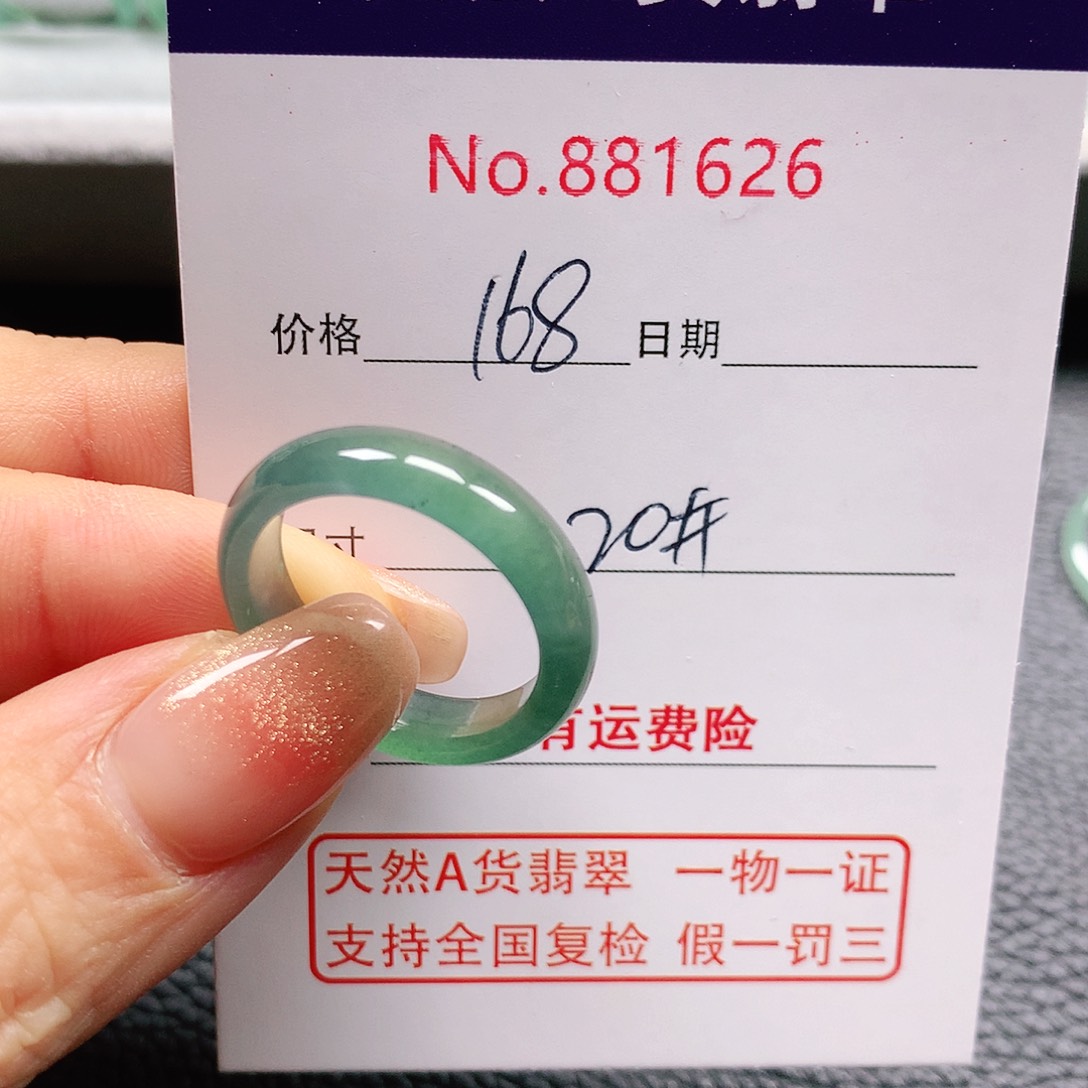 No.881626
价格 168 日期
寸 20#
有运费险
天然A货翡翠 一物一证
支持全国复检 假一罚三